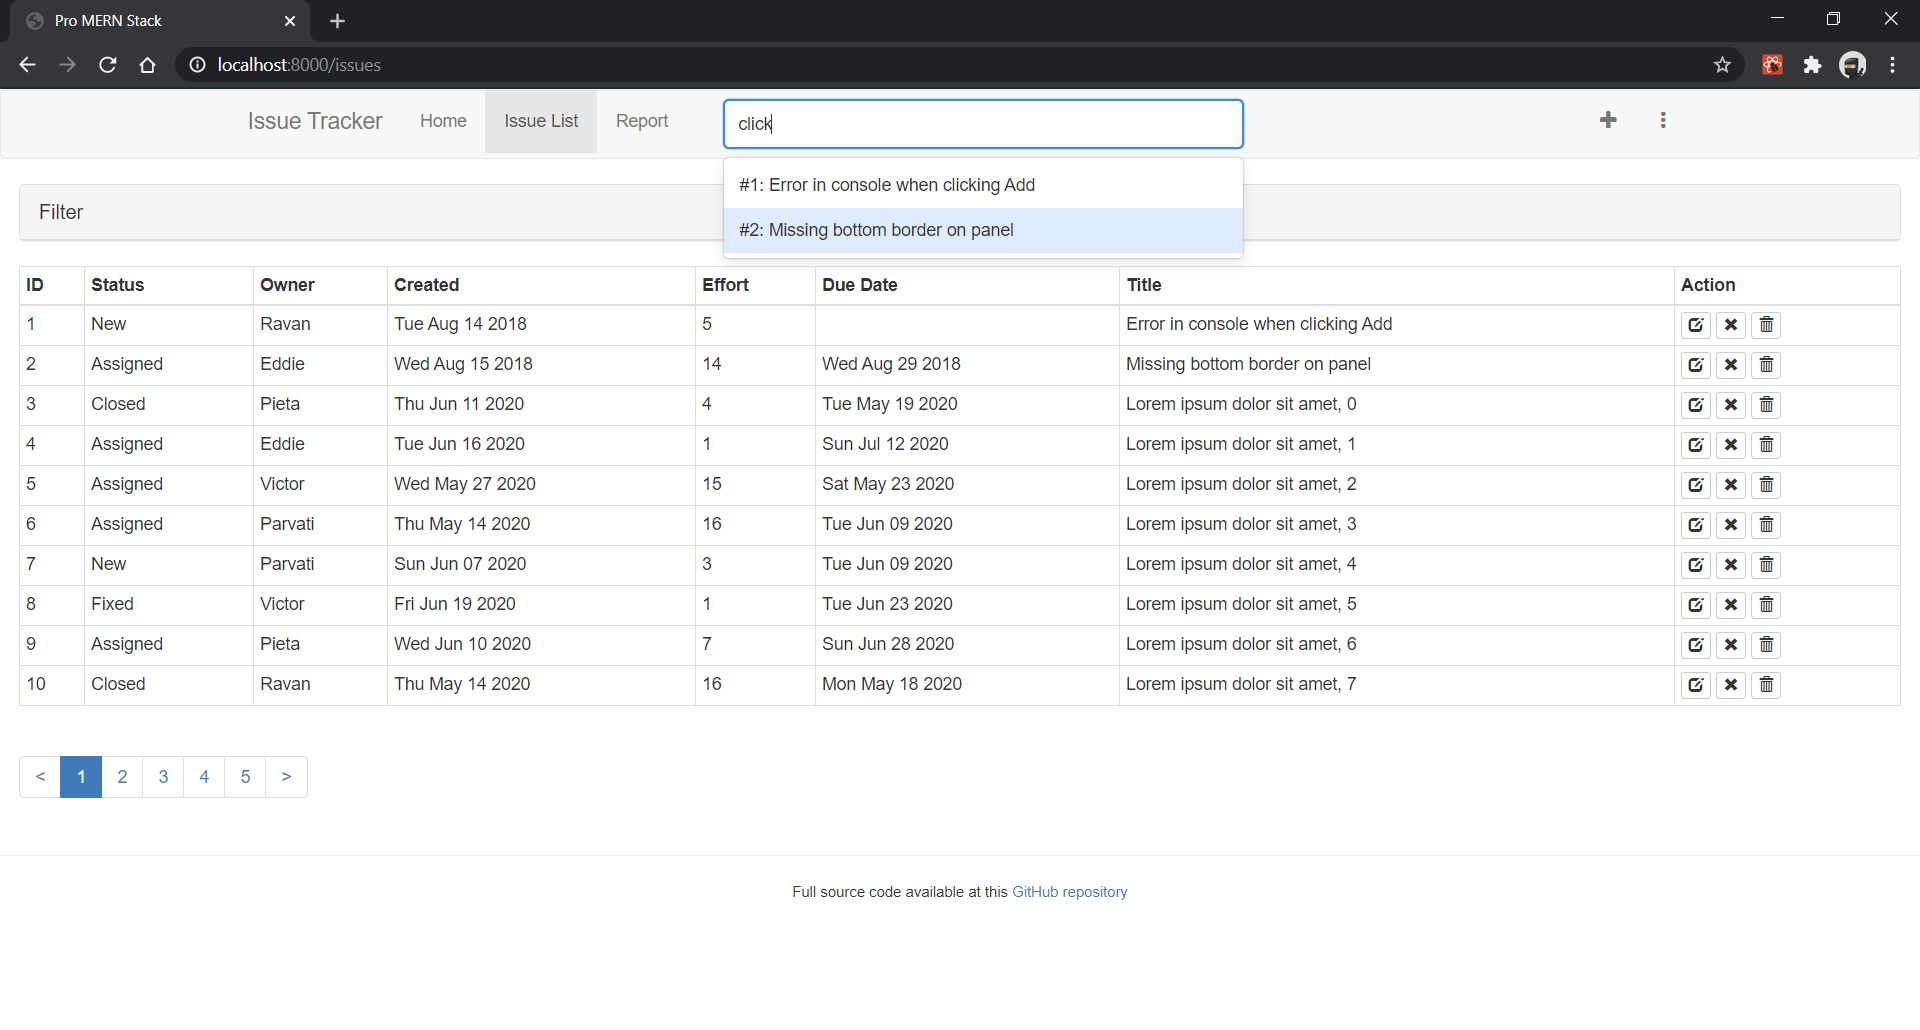 Pro MERN Stack
localhost:8000/issues
Issue Tracker Home Issue List Report click
#1: Error in console when clicking Add
Filter
#2: Missing bottom border on panel
ID Status Owner Created Effort Due Date Title Action
1 New Ravan Tue Aug 14 2018 5 Error in console when clicking Add
2 Assigned Eddie Wed Aug 15 2018 14 Wed Aug 29 2018 Missing bottom border on panel
3 Closed Pieta Thu Jun 11 2020 4 Tue May 19 2020 Lorem ipsum dolor sit amet, 0
4 Assigned Eddie Tue Jun 16 2020 1 Sun Jul 12 2020 Lorem ipsum dolor sit amet, 1
5 Assigned Victor Wed May 27 2020 15 Sat May 23 2020 Lorem ipsum dolor sit amet, 2
6 Assigned Parvati Thu May 14 2020 16 Tue Jun 09 2020 Lorem ipsum dolor sit amet, 3
7 New Parvati Sun Jun 07 2020 3 Tue Jun 09 2020 Lorem ipsum dolor sit amet, 4
8 Fixed Victor Fri Jun 19 2020 1 Tue Jun 23 2020 Lorem ipsum dolor sit amet, 5
9 Assigned Pieta Wed Jun 10 2020 7 Sun Jun 28 2020 Lorem ipsum dolor sit amet, 6
10 Closed Ravan Thu May 14 2020 16 Mon May 18 2020 Lorem ipsum dolor sit amet, 7
< 1 2 3 4 5 >
Full source code available at this GitHub repository